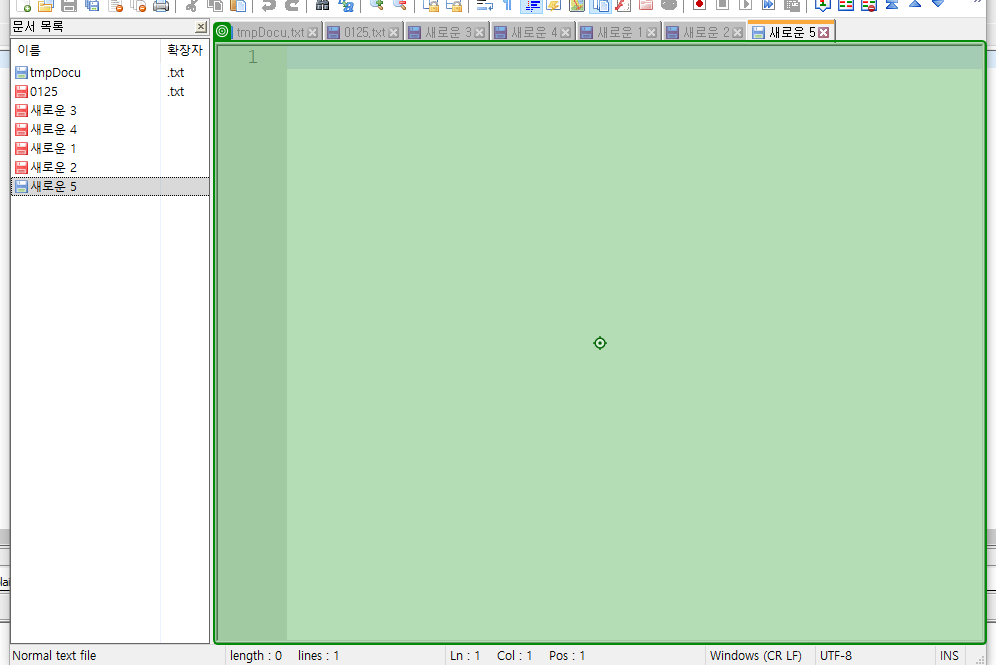 문서 목록
tmpDocu.txt 0125.txt 새로운 3 새로운 4 새로운 1 새로운 2 새로운 5
이름 확장자
1
tmpDocu .txt
0125 .txt
새로운 3
새로운 4
새로운 1
새로운 2
새로운 5
Normal text file length : 0 lines : 1 Ln : 1 Col : 1 Pos : 1 Windows (CR LF) UTF-8 INS